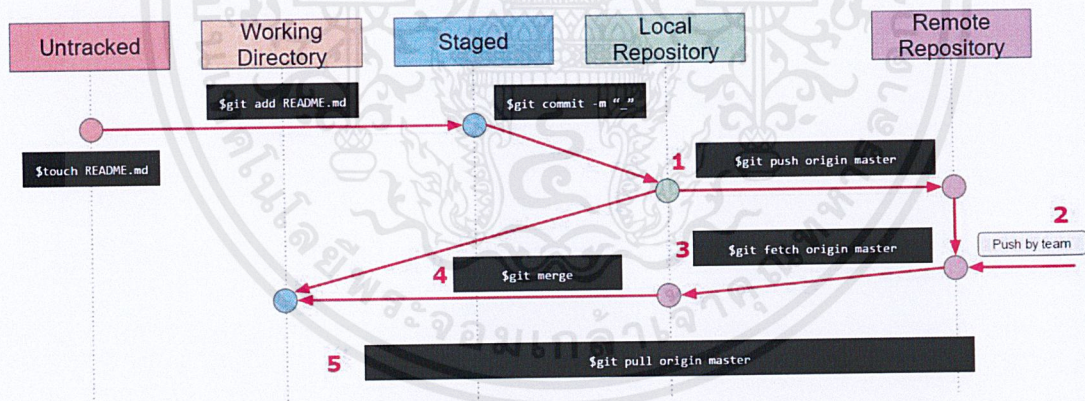 Untracked
Working
Directory
Staged
Local
Repository
Remote
Repository
$git add README.md
$git commit -m “_”
$touch README.md
1
$git push origin master
2
Push by team
3
$git fetch origin master
4
$git merge
5
$git pull origin master